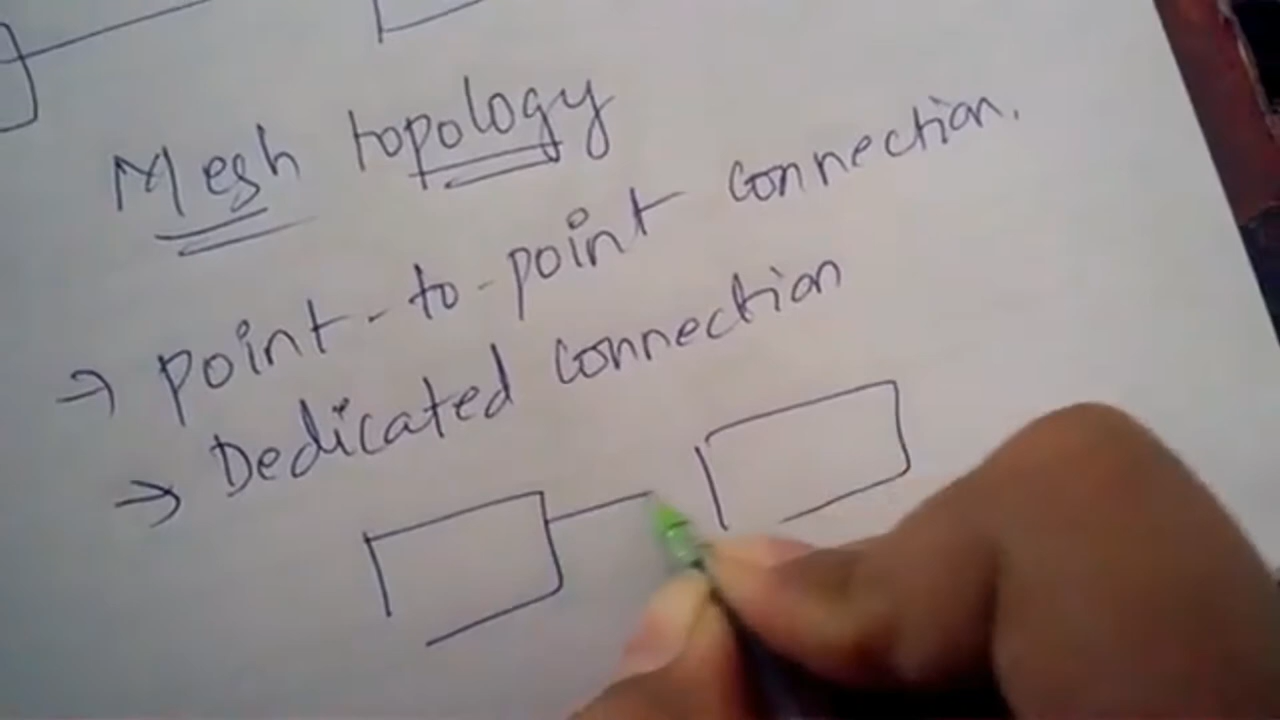 Mesh topology
→ point-to-point connection.
→ Dedicated connection